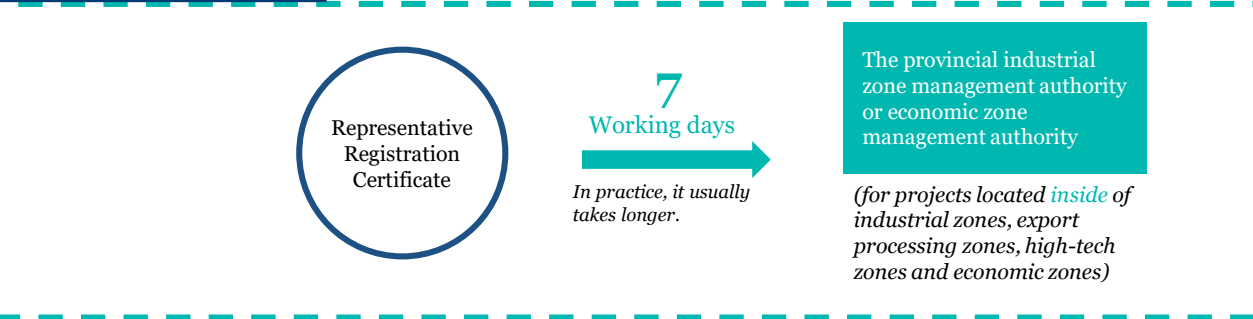 Representative
Registration
Certificate
7
Working days
In practice, it usually
takes longer.
The provincial industrial
zone management authority
or economic zone
management authority
(for projects located inside of
industrial zones, export
processing zones, high-tech
zones and economic zones)